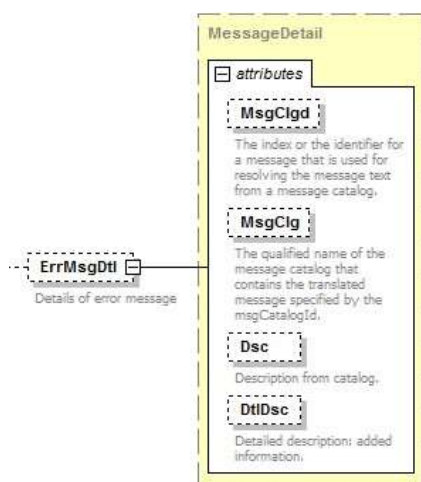 MessageDetail
attributes
MsgClgd
The index or the identifier for
a message that is used for
resolving the message text
from a message catalog.
MsgClg
The qualified name of the
message catalog that
contains the translated
message specified by the
msgCatalogId.
ErrMsgDtl
Details of error message
Dsc
Description from catalog.
DtlDsc
Detailed description: added
information.